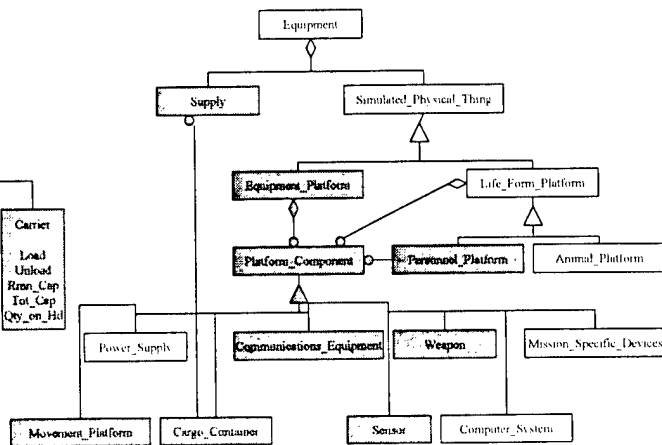 Equipment
Supply
Simulated_Physical_Thing
Equipment_Platform
Life_Form_Platform
Carrier
Load
Unload
Rmn_Cap
Tot_Cap
Qty_on_Hd
Platform_Component
Personnel_Platform
Animal_Platform
Power_Supply
Communications_Equipment
Weapon
Mission_Specific_Devices
Movement_Platform
Cargo_Container
Sensor
Computer_System